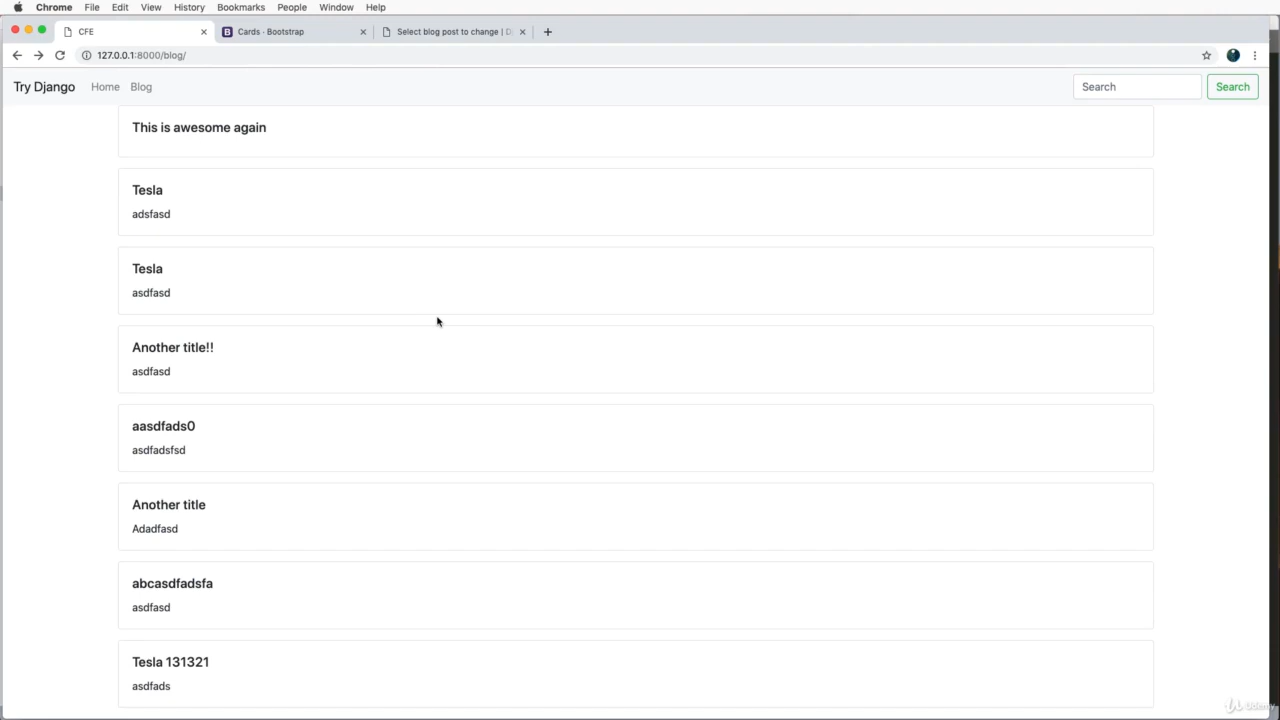 Chrome File Edit View History Bookmarks People Window Help
CFE Cards · Bootstrap Select blog post to change | D
127.0.0.1:8000/blog/
Try Django Home Blog Search Search
This is awesome again
Tesla
adsfasd
Tesla
asdfasd
Another title!!
asdfasd
aasdfads0
asdfadsfsd
Another title
Adadfasd
abcasdfadsfa
asdfasd
Tesla 131321
asdfads
Udemy